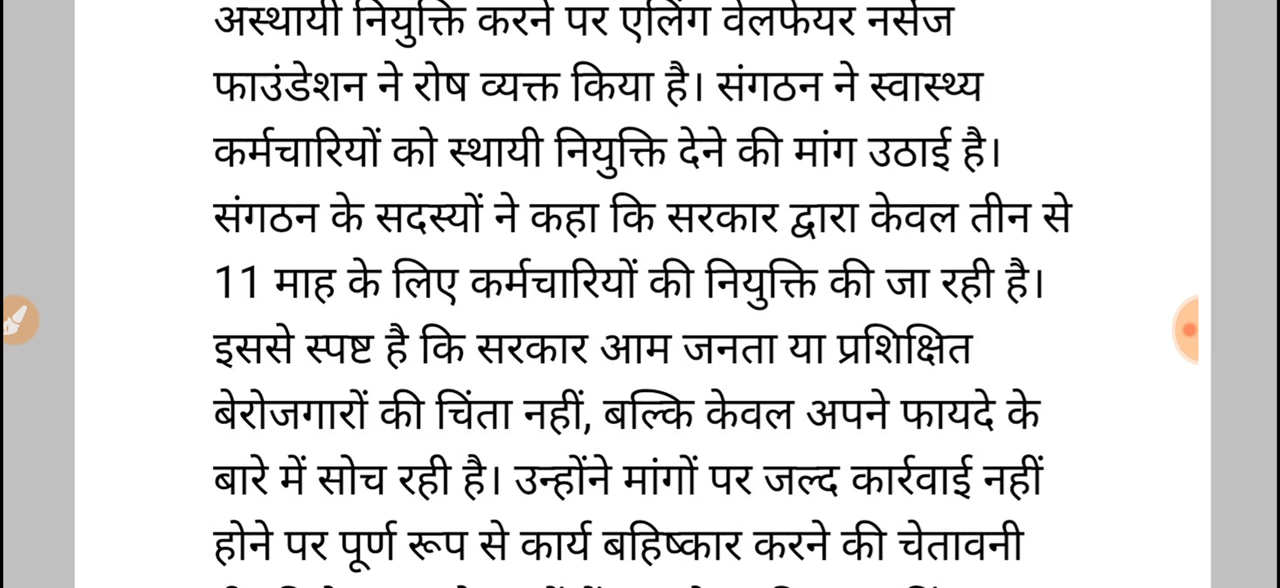 अस्थायी नियुक्ति करने पर एलिंग वेलफेयर नर्सेज
फाउंडेशन ने रोष व्यक्त किया है। संगठन ने स्वास्थ्य
कर्मचारियों को स्थायी नियुक्ति देने की मांग उठाई है।
संगठन के सदस्यों ने कहा कि सरकार द्वारा केवल तीन से
11 माह के लिए कर्मचारियों की नियुक्ति की जा रही है।
इससे स्पष्ट है कि सरकार आम जनता या प्रशिक्षित
बेरोजगारों की चिंता नहीं, बल्कि केवल अपने फायदे के
बारे में सोच रही है। उन्होंने मांगों पर जल्द कार्रवाई नहीं
होने पर पूर्ण रूप से कार्य बहिष्कार करने की चेतावनी